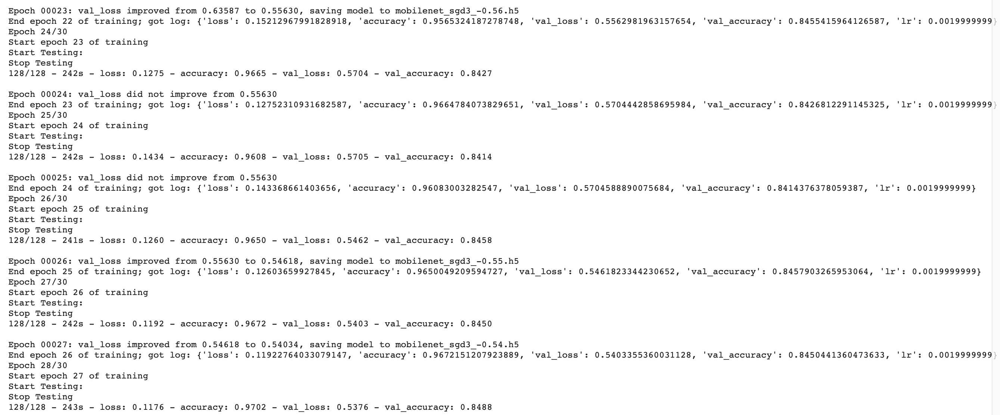 Epoch 00023: val_loss improved from 0.63587 to 0.55630, saving model to mobilenet_sgd3_-0.56.h5
End epoch 22 of training; got log: {'loss': 0.15212967991828918, 'accuracy': 0.9565324187278748, 'val_loss': 0.5562981963157654, 'val_accuracy': 0.8455415964126587, 'lr': 0.0019999999}
Epoch 24/30
Start epoch 23 of training
Start Testing:
Stop Testing
128/128 - 242s - loss: 0.1275 - accuracy: 0.9665 - val_loss: 0.5704 - val_accuracy: 0.8427
Epoch 00024: val_loss did not improve from 0.55630
End epoch 23 of training; got log: {'loss': 0.12752310931682587, 'accuracy': 0.9664784073829651, 'val_loss': 0.5704442858695984, 'val_accuracy': 0.8426812291145325, 'lr': 0.0019999999}
Epoch 25/30
Start epoch 24 of training
Start Testing:
Stop Testing
128/128 - 242s - loss: 0.1434 - accuracy: 0.9608 - val_loss: 0.5705 - val_accuracy: 0.8414
Epoch 00025: val_loss did not improve from 0.55630
End epoch 24 of training; got log: {'loss': 0.143368661403656, 'accuracy': 0.96083003282547, 'val_loss': 0.5704588890075684, 'val_accuracy': 0.8414376378059387, 'lr': 0.0019999999}
Epoch 26/30
Start epoch 25 of training
Start Testing:
Stop Testing
128/128 - 241s - loss: 0.1260 - accuracy: 0.9650 - val_loss: 0.5462 - val_accuracy: 0.8458
Epoch 00026: val_loss improved from 0.55630 to 0.54618, saving model to mobilenet_sgd3_-0.55.h5
End epoch 25 of training; got log: {'loss': 0.12603659927845, 'accuracy': 0.9650049209594727, 'val_loss': 0.5461823344230652, 'val_accuracy': 0.8457903265953064, 'lr': 0.0019999999}
Epoch 27/30
Start epoch 26 of training
Start Testing:
Stop Testing
128/128 - 242s - loss: 0.1192 - accuracy: 0.9672 - val_loss: 0.5403 - val_accuracy: 0.8450
Epoch 00027: val_loss improved from 0.54618 to 0.54034, saving model to mobilenet_sgd3_-0.54.h5
End epoch 26 of training; got log: {'loss': 0.11922764033079147, 'accuracy': 0.9672151207923889, 'val_loss': 0.5403355360031128, 'val_accuracy': 0.8450441360473633, 'lr': 0.0019999999}
Epoch 28/30
Start epoch 27 of training
Start Testing:
Stop Testing
128/128 - 243s - loss: 0.1176 - accuracy: 0.9702 - val_loss: 0.5376 - val_accuracy: 0.8488